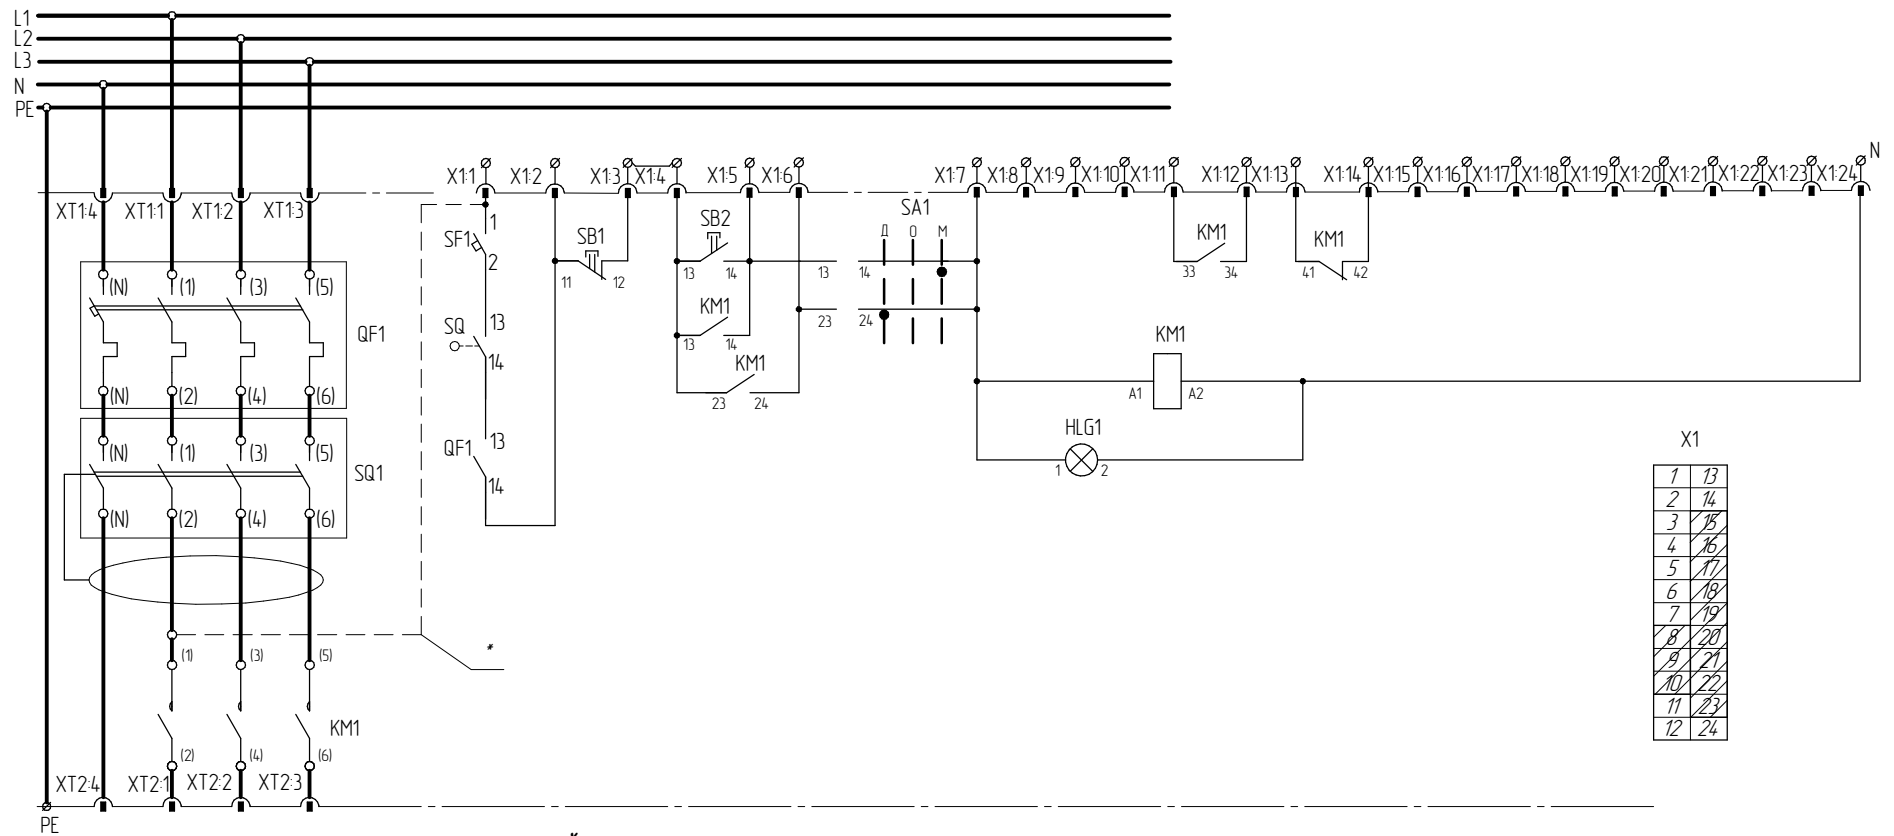 L1
L2
L3
N
PE
X1:1 X1:2 X1:3 X1:4 X1:5 X1:6 X1:7 X1:8 X1:9 X1:10 X1:11 X1:12 X1:13 X1:14 X1:15 X1:16 X1:17 X1:18 X1:19 X1:20 X1:21 X1:22 X1:23 X1:24 N
XT1:4 XT1:1 XT1:2 XT1:3
SA1
Д О М
1
SF1
2
SB1
11 12
SB2
13 14
13 14
23 24
KM1
33 34
KM1
41 42
(N) (1) (3) (5)
QF1
(N) (2) (4) (6)
13
SQ
14
KM1
13 14
KM1
23 24
KM1
A1 A2
HLG1
1 2
(N) (1) (3) (5)
SQ1
(N) (2) (4) (6)
13
QF1
14
X1
1 13
2 14
3 15
4 16
5 17
6 18
7 19
8 20
9 21
10 22
11 23
12 24
*
(1) (3) (5)
KM1
(2) (4) (6)
XT2:4 XT2:1 XT2:2 XT2:3
PE